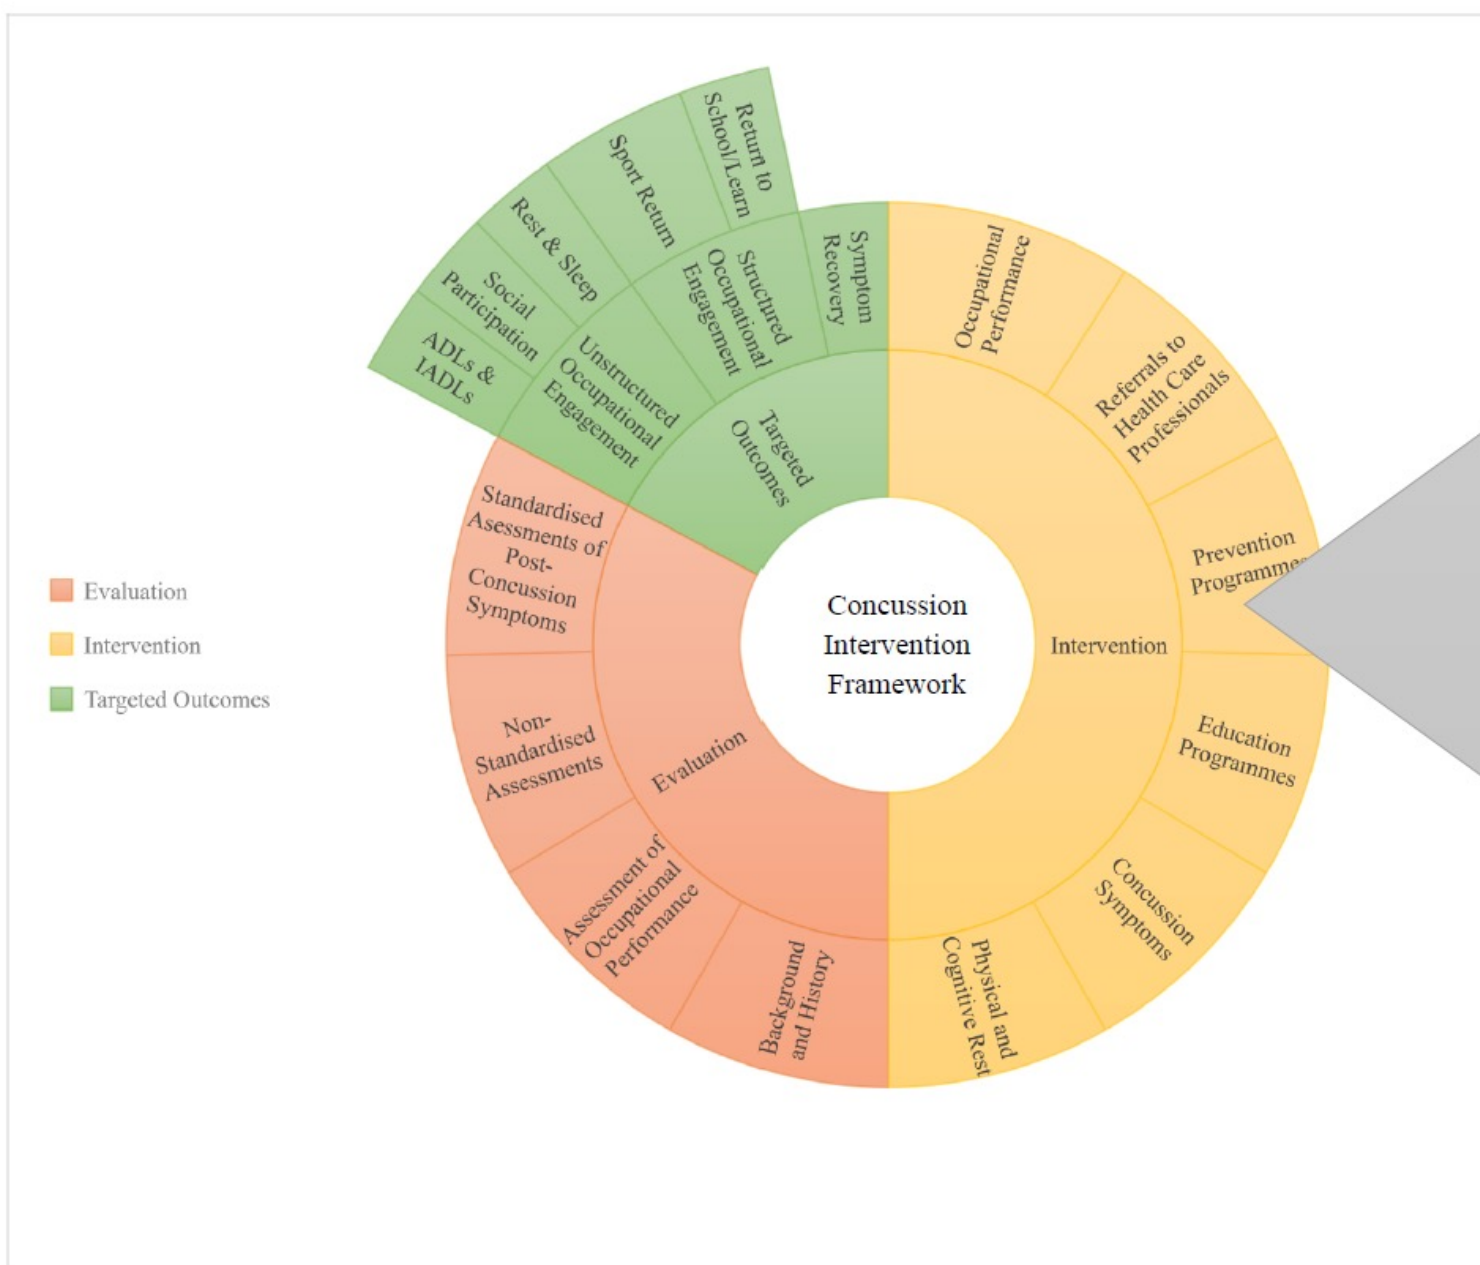 Return to
School/Learn
Sport Return
Rest & Sleep
Social
Participation
ADLs &
IADLs
Symptom
Recovery
Structured
Occupational
Engagement
Unstructured
Occupational
Engagement
Targeted
Outcomes
Occupational
Performance
Referrals to
Health Care
Professionals
Prevention
Programmes
Intervention
Education
Programmes
Concussion
Symptoms
Physical and
Cognitive Rest
Background
and History
Assessment of
Occupational
Performance
Non-
Standardised
Assessments
Standardised
Asessments of
Post-
Concussion
Symptoms
Evaluation
Concussion
Intervention
Framework
Evaluation
Intervention
Targeted Outcomes